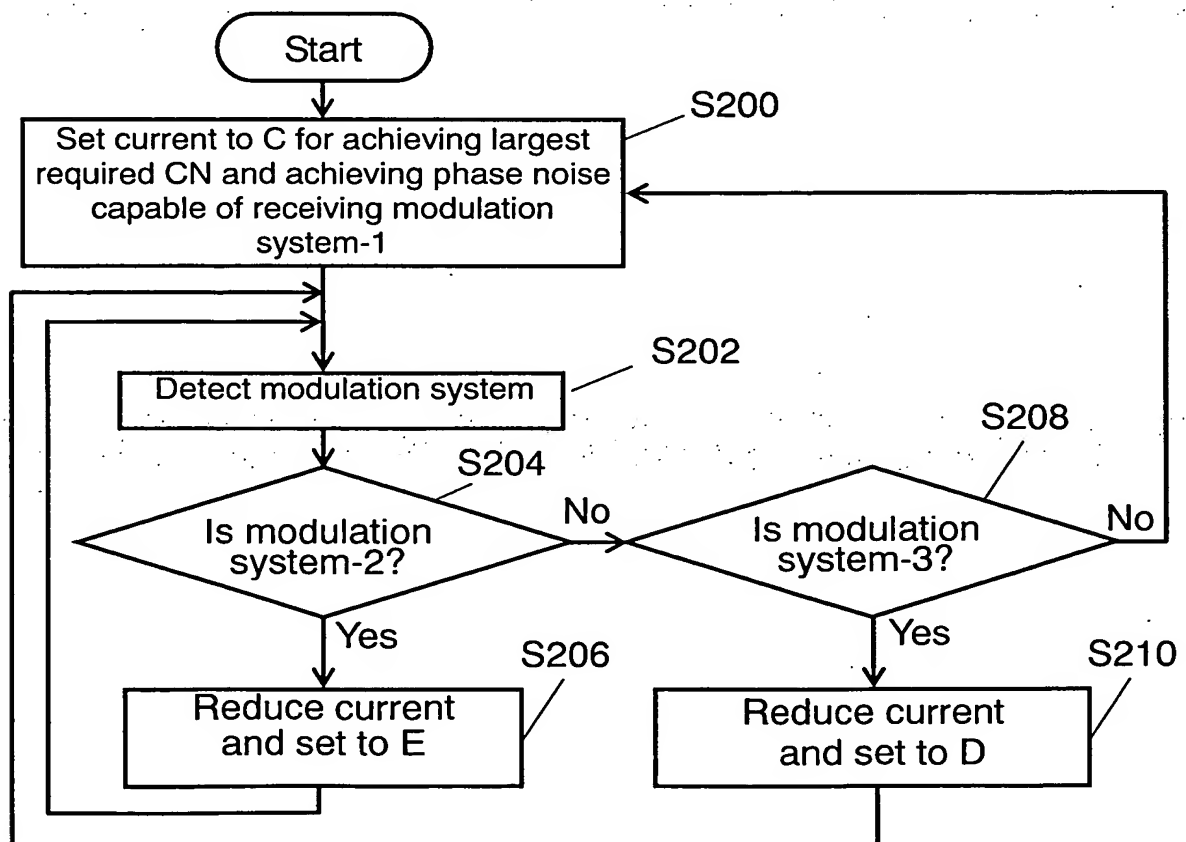 Start
S200
Set current to C for achieving largest
required CN and achieving phase noise
capable of receiving modulation
system-1
S202
Detect modulation system
S204
Is modulation
system-2?
No
S208
Is modulation
system-3?
No
Yes
S206
Reduce current
and set to E
Yes
S210
Reduce current
and set to D